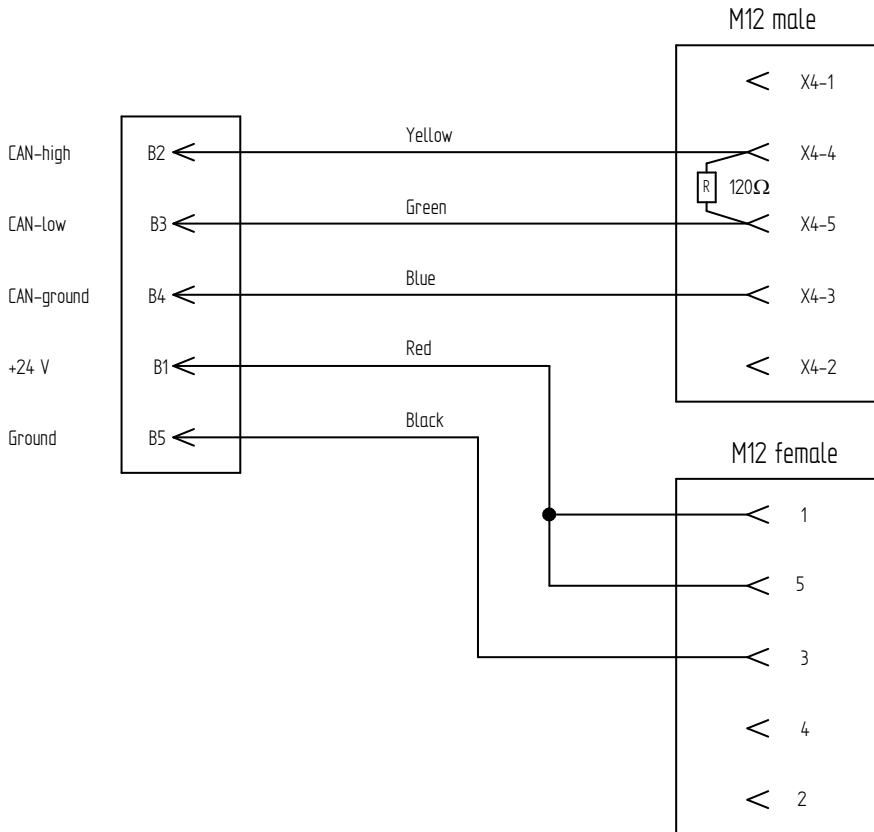 M12 male
X4-1
CAN-high B2 Yellow X4-4
R 120Ω
CAN-low B3 Green X4-5
CAN-ground B4 Blue X4-3
+24 V B1 Red X4-2
Ground B5 Black
M12 female
1
5
3
4
2